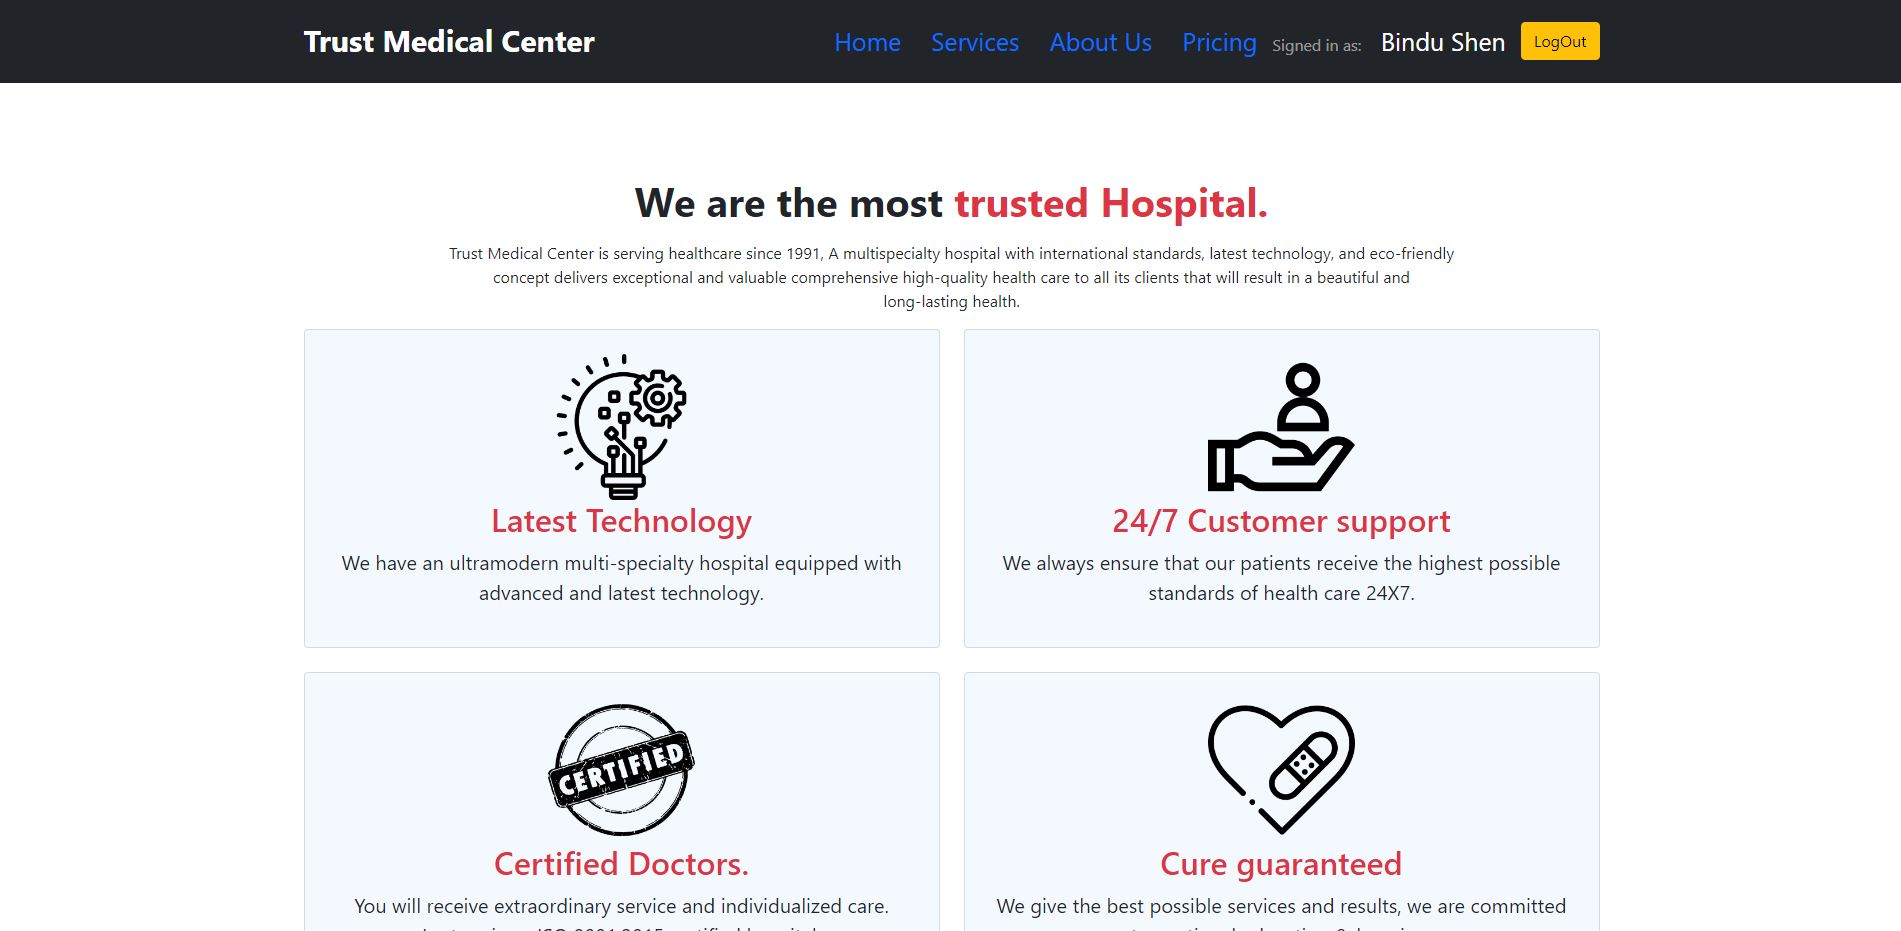 Trust Medical Center
Home Services About Us Pricing Signed in as: Bindu Shen LogOut
We are the most trusted Hospital.
Trust Medical Center is serving healthcare since 1991, A multispecialty hospital with international standards, latest technology, and eco-friendly
concept delivers exceptional and valuable comprehensive high-quality health care to all its clients that will result in a beautiful and
long-lasting health.
Latest Technology
We have an ultramodern multi-specialty hospital equipped with
advanced and latest technology.
24/7 Customer support
We always ensure that our patients receive the highest possible
standards of health care 24X7.
CERTIFIED
Certified Doctors.
You will receive extraordinary service and individualized care.
Cure guaranteed
We give the best possible services and results, we are committed